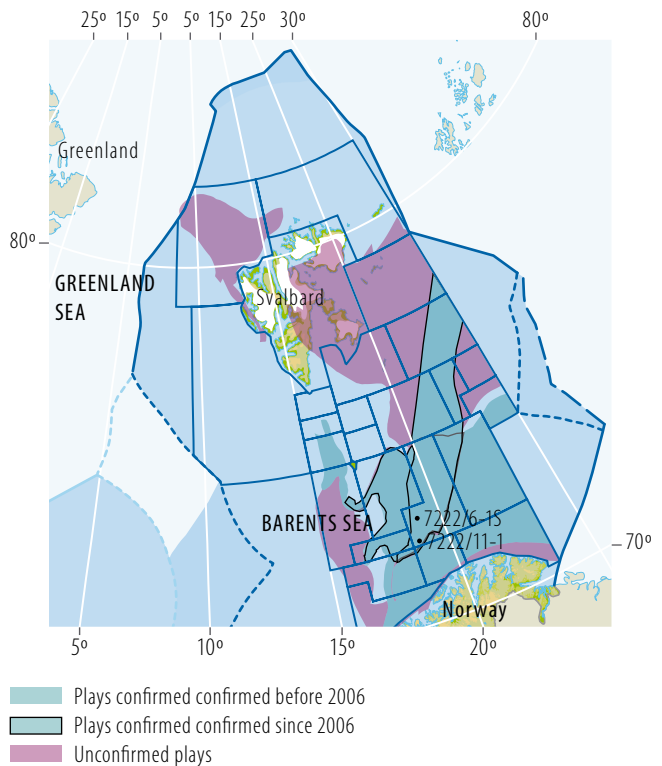 25º 15º 5º 5º 15º 25º 30º 80º
Greenland
80º
GREENLAND
SEA
Svalbard
BARENTS SEA
7222/6-1S
7222/11-1
70º
Norway
5º 10º 15º 20º
Plays confirmed confirmed before 2006
Plays confirmed confirmed since 2006
Unconfirmed plays